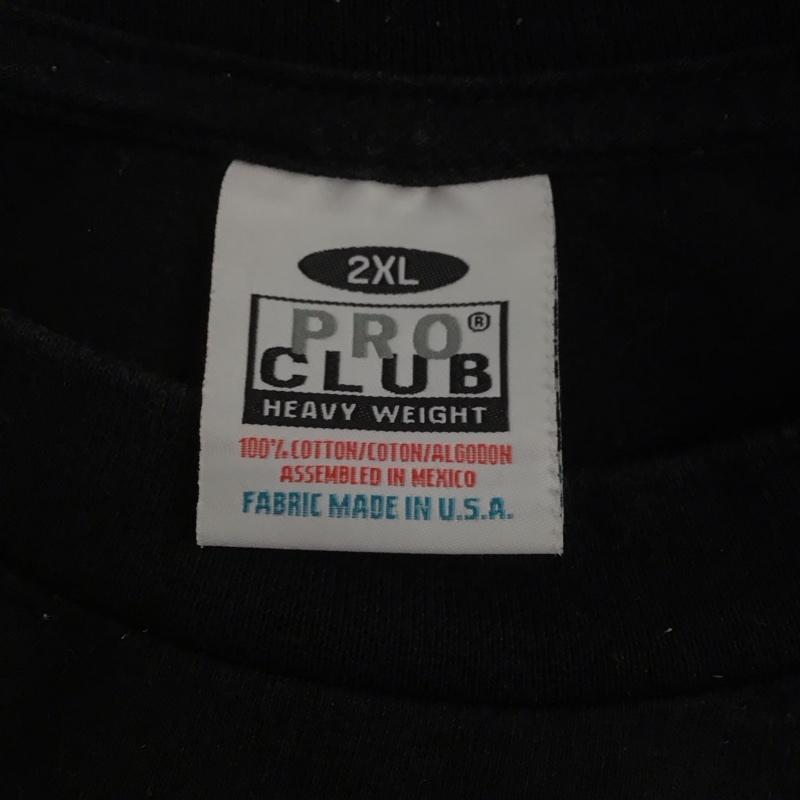 2XL
PRO®
CLUB
HEAVY WEIGHT
100% COTTON/COTON/ALGODON
ASSEMBLED IN MEXICO
FABRIC MADE IN U.S.A.